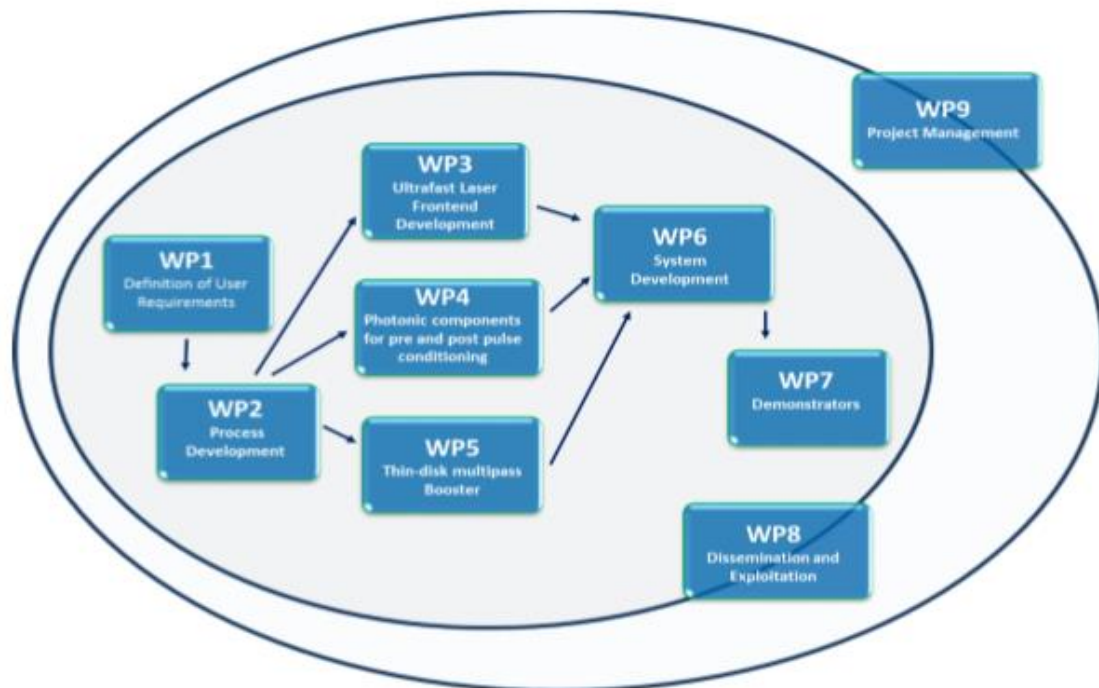 WP9
Project Management
WP3
Ultrafast Laser
Frontend
Development
WP6
System
Development
WP1
Definition of User
Requirements
WP4
Photonic components
for pre and post pulse
conditioning
WP7
Demonstrators
WP2
Process
Development
WP5
Thin-disk multipass
Booster
WP8
Dissemination and
Exploitation